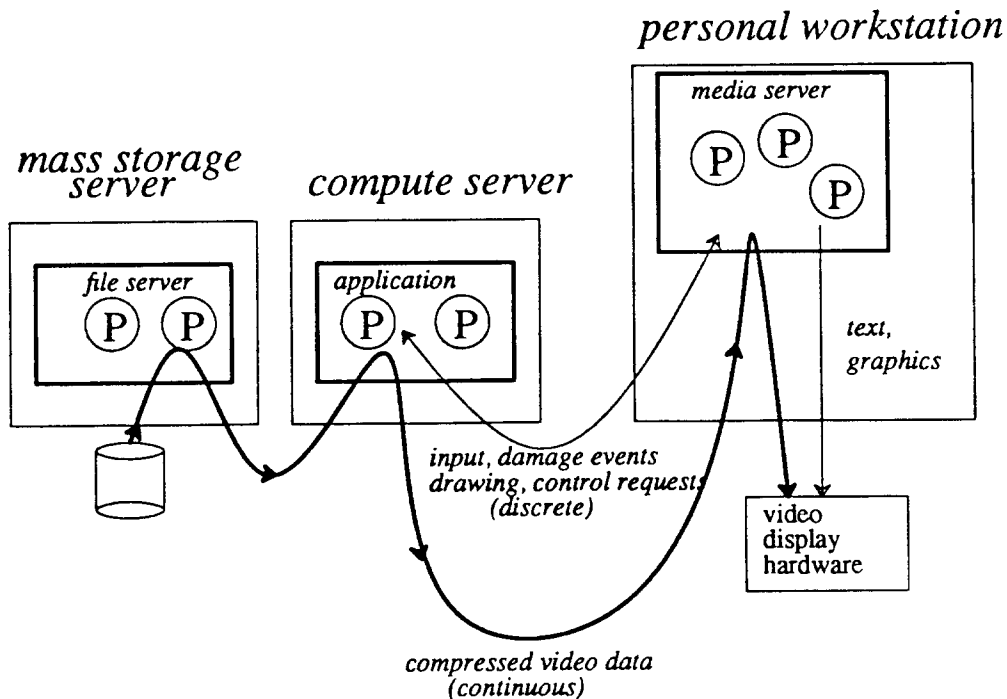 personal workstation
media server
P
P
P
mass storage
server
compute server
file server
P
P
application
P
P
text,
graphics
input, damage events
drawing, control requests
(discrete)
video
display
hardware
compressed video data
(continuous)